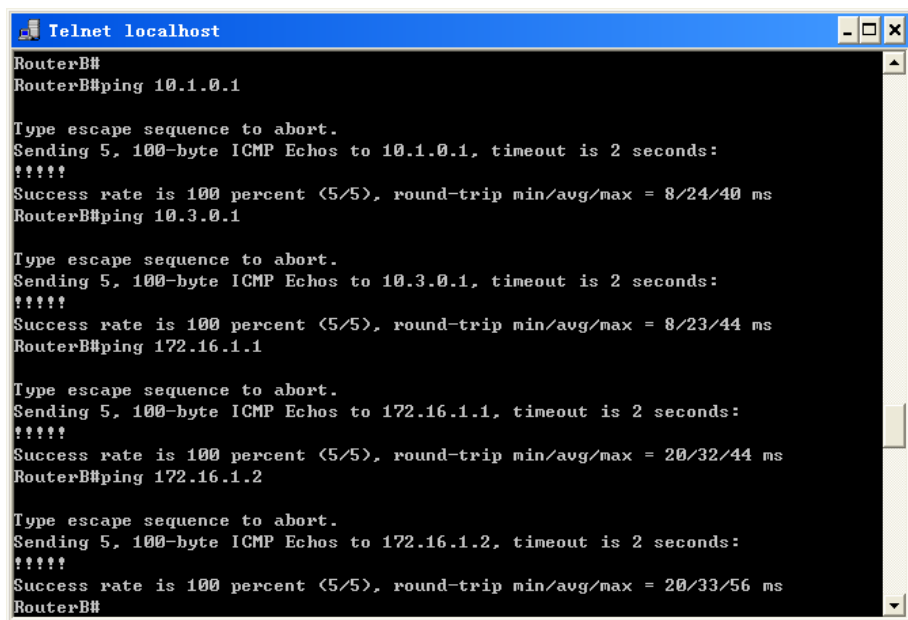 Telnet localhost
RouterB#
RouterB#ping 10.1.0.1
Type escape sequence to abort.
Sending 5, 100-byte ICMP Echos to 10.1.0.1, timeout is 2 seconds:
!!!!!
Success rate is 100 percent (5/5), round-trip min/avg/max = 8/24/40 ms
RouterB#ping 10.3.0.1
Type escape sequence to abort.
Sending 5, 100-byte ICMP Echos to 10.3.0.1, timeout is 2 seconds:
!!!!!
Success rate is 100 percent (5/5), round-trip min/avg/max = 8/23/44 ms
RouterB#ping 172.16.1.1
Type escape sequence to abort.
Sending 5, 100-byte ICMP Echos to 172.16.1.1, timeout is 2 seconds:
!!!!!
Success rate is 100 percent (5/5), round-trip min/avg/max = 20/32/44 ms
RouterB#ping 172.16.1.2
Type escape sequence to abort.
Sending 5, 100-byte ICMP Echos to 172.16.1.2, timeout is 2 seconds:
!!!!!
Success rate is 100 percent (5/5), round-trip min/avg/max = 20/33/56 ms
RouterB#